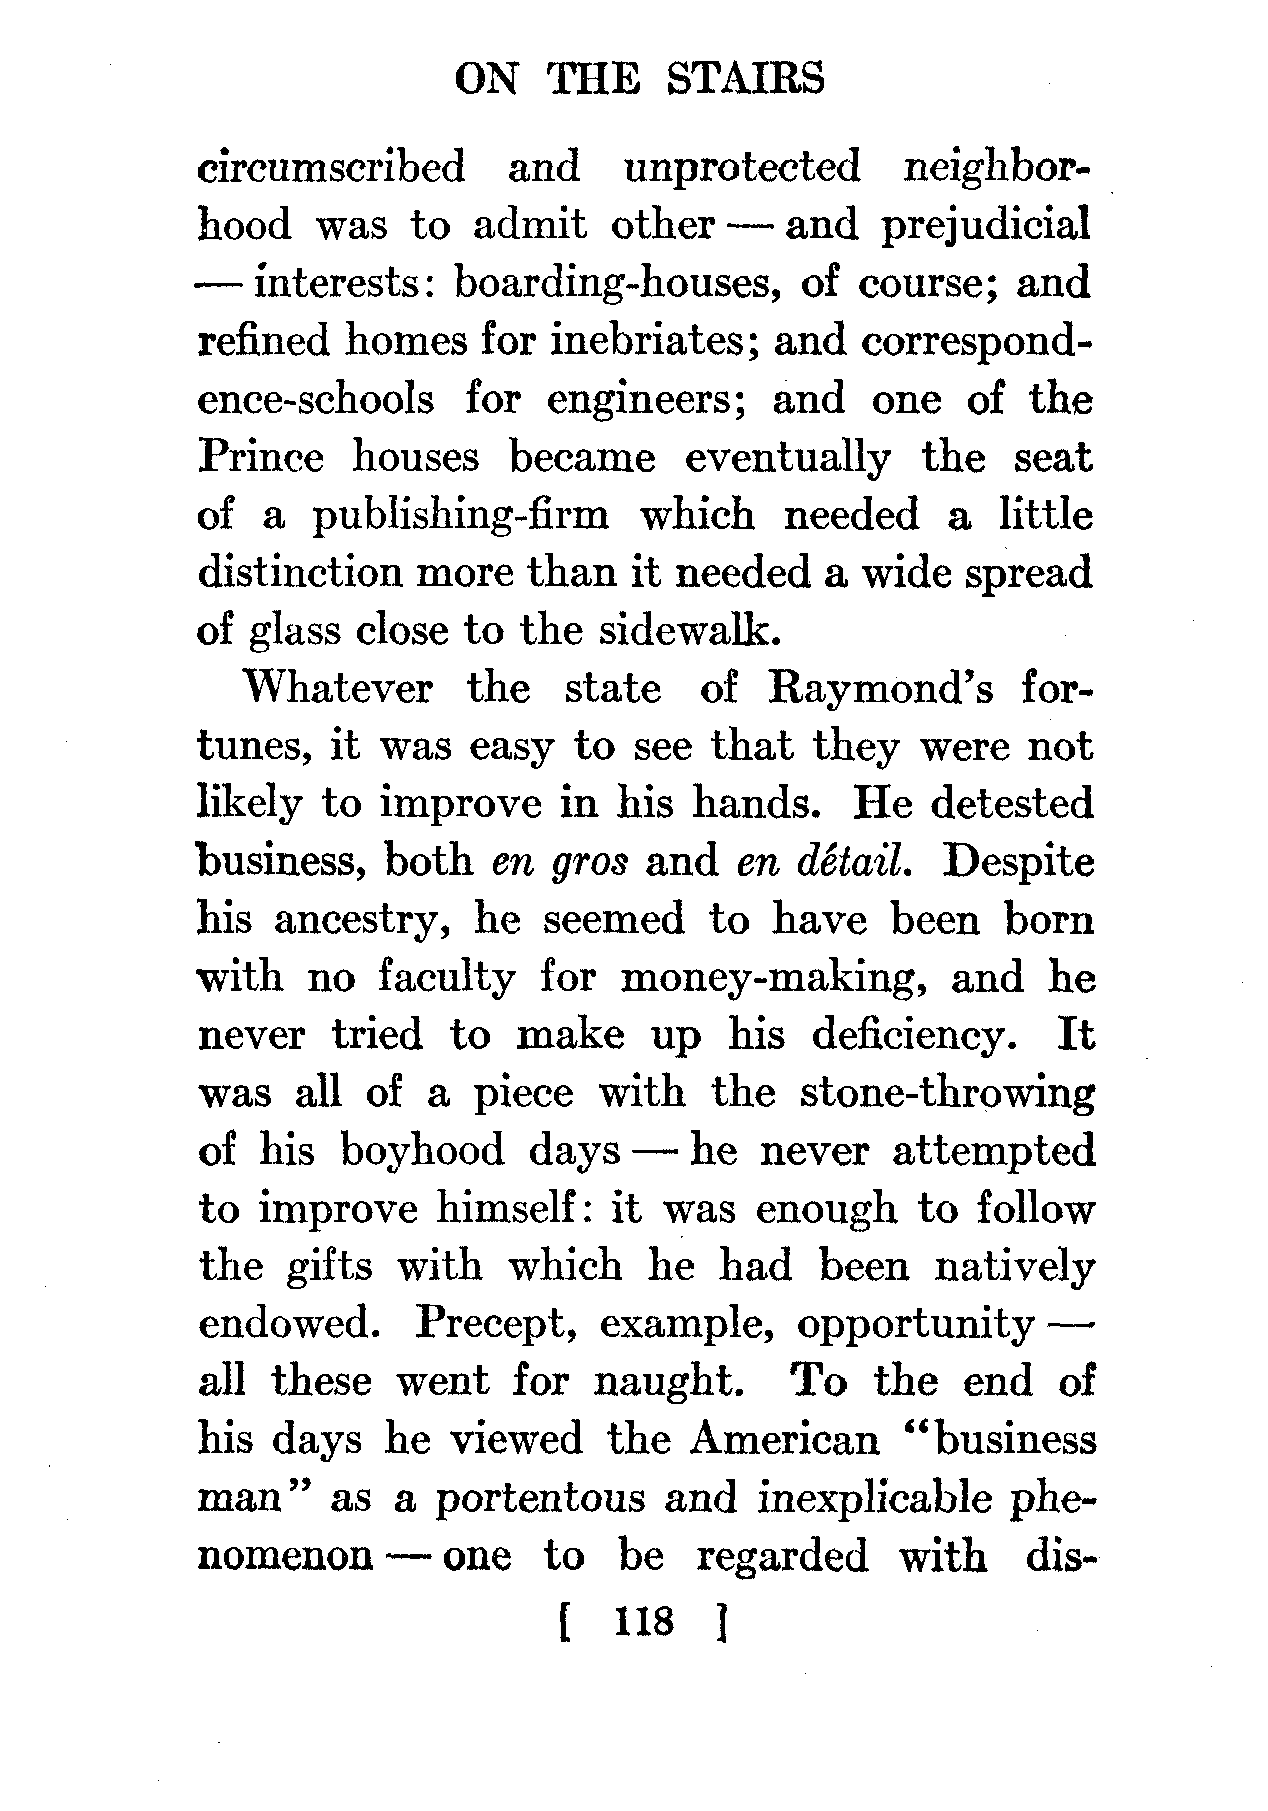 ON THE STAIRS
circumscribed and unprotected neighbor-
hood was to admit other — and prejudicial
— interests: boarding-houses, of course; and
refined homes for inebriates; and correspond-
ence-schools for engineers; and one of the
Prince houses became eventually the seat
of a publishing-firm which needed a little
distinction more than it needed a wide spread
of glass close to the sidewalk.
Whatever the state of Raymond's for-
tunes, it was easy to see that they were not
likely to improve in his hands. He detested
business, both en gros and en détail. Despite
his ancestry, he seemed to have been born
with no faculty for money-making, and he
never tried to make up his deficiency. It
was all of a piece with the stone-throwing
of his boyhood days — he never attempted
to improve himself: it was enough to follow
the gifts with which he had been natively
endowed. Precept, example, opportunity —
all these went for naught. To the end of
his days he viewed the American "business
man" as a portentous and inexplicable phe-
nomenon — one to be regarded with dis-
[ 118 ]